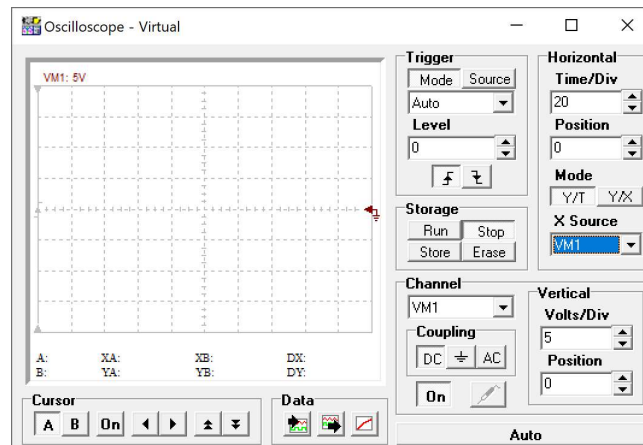 Oscilloscope - Virtual
VM1: 5V
A: XA: XB: DX:
B: YA: YB: DY:
Cursor
A B On
Data
Trigger
Mode Source
Auto
Level
0
Storage
Run Stop
Store Erase
Channel
VM1
Coupling
DC AC
On
Horizontal
Time/Div
20
Position
0
Mode
Y/T Y/X
X Source
VM1
Vertical
Volts/Div
5
Position
0
Auto